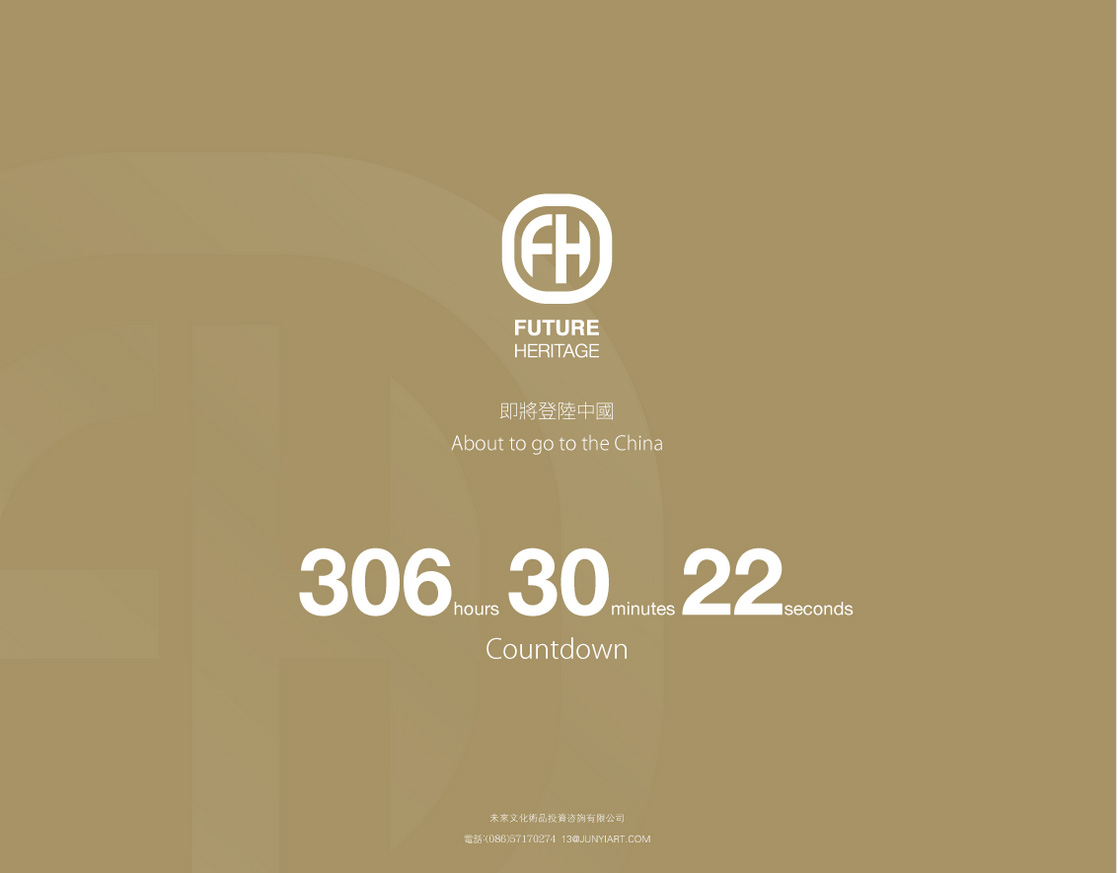 FH
FUTURE
HERITAGE
即將登陸中國
About to go to the China
306 hours 30 minutes 22 seconds
Countdown
未來文化術品投資咨詢有限公司
電話:(086)57170274 13@JUNYIART.COM